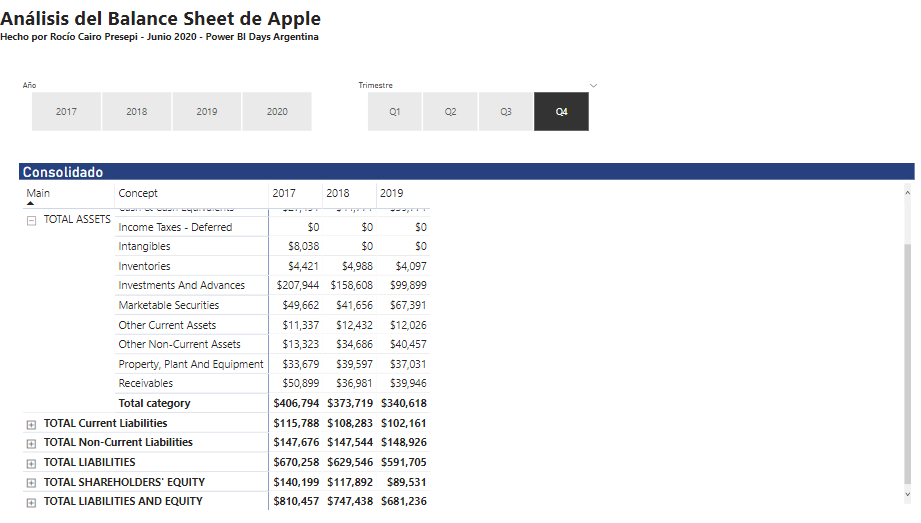 Análisis del Balance Sheet de Apple
Hecho por Rocío Cairo Presepi - Junio 2020 - Power BI Days Argentina
Año
Trimestre
2017 2018 2019 2020
Q1 Q2 Q3 Q4
Consolidado
Main Concept 2017 2018 2019
TOTAL ASSETS
Income Taxes - Deferred $0 $0 $0
Intangibles $8,038 $0 $0
Inventories $4,421 $4,988 $4,097
Investments And Advances $207,944 $158,608 $99,899
Marketable Securities $49,662 $41,656 $67,391
Other Current Assets $11,337 $12,432 $12,026
Other Non-Current Assets $13,323 $34,686 $40,457
Property, Plant And Equipment $33,679 $39,597 $37,031
Receivables $50,899 $36,981 $39,946
Total category $406,794 $373,719 $340,618
TOTAL Current Liabilities $115,788 $108,283 $102,161
TOTAL Non-Current Liabilities $147,676 $147,544 $148,926
TOTAL LIABILITIES $670,258 $629,546 $591,705
TOTAL SHAREHOLDERS' EQUITY $140,199 $117,892 $89,531
TOTAL LIABILITIES AND EQUITY $810,457 $747,438 $681,236